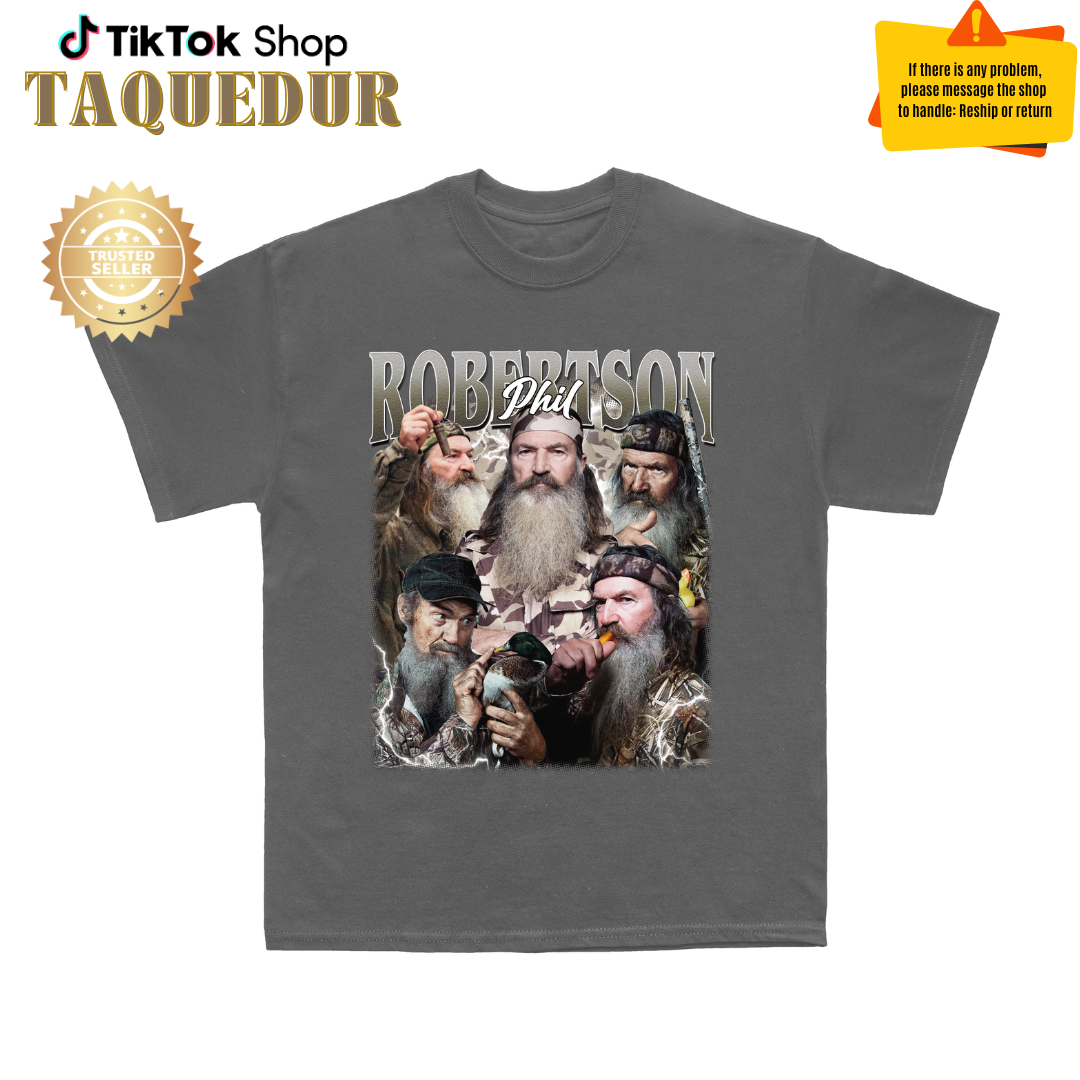 TikTok Shop
TAQUEDUR
If there is any problem,
please message the shop
to handle: Reship or return
TRUSTED
SELLER
ROBERTSON
Phil